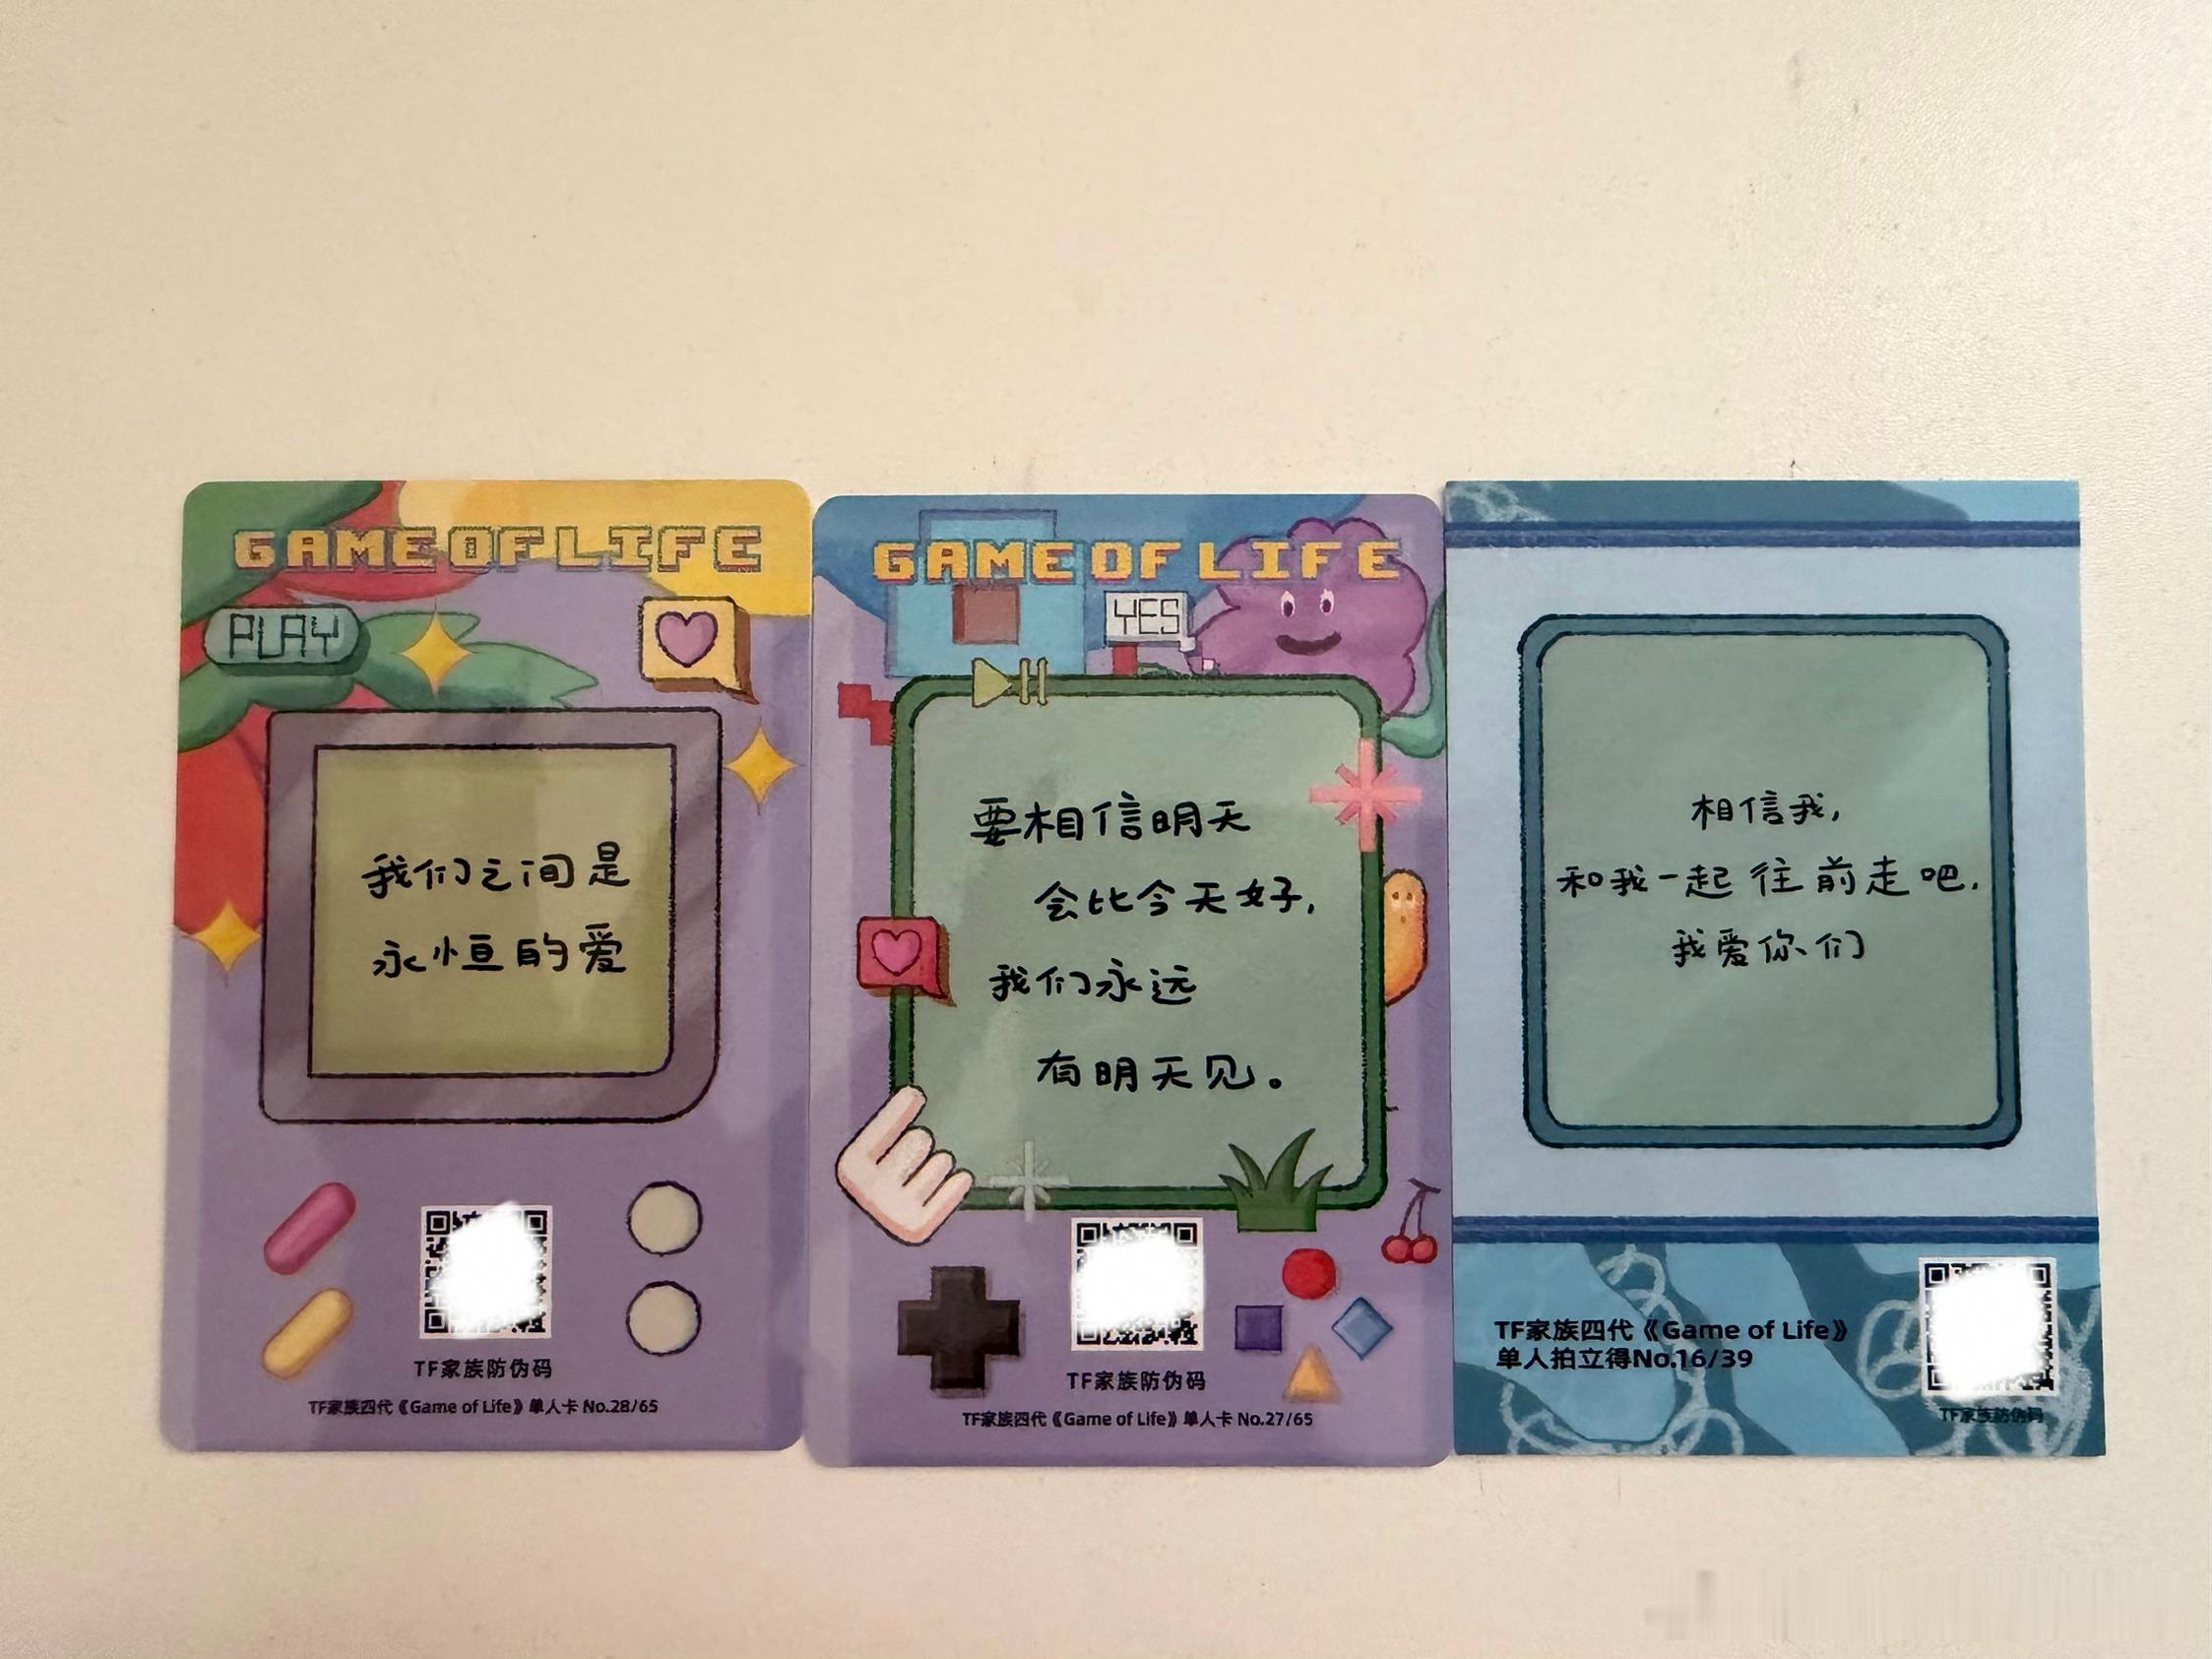 GAME OF LIFE
PLAY
我们之间是
永恒的爱
TF家族防伪码
TF家族四代《Game of Life》单人卡 No.28/65
GAME OF LIFE
YES
要相信明天
会比今天好,
我们永远
有明天见。
TF家族防伪码
TF家族四代《Game of Life》单人卡 No.27/65
相信我,
和我一起往前走吧,
我爱你们
TF家族四代《Game of Life》
单人拍立得No.16/39
TF家族防伪码